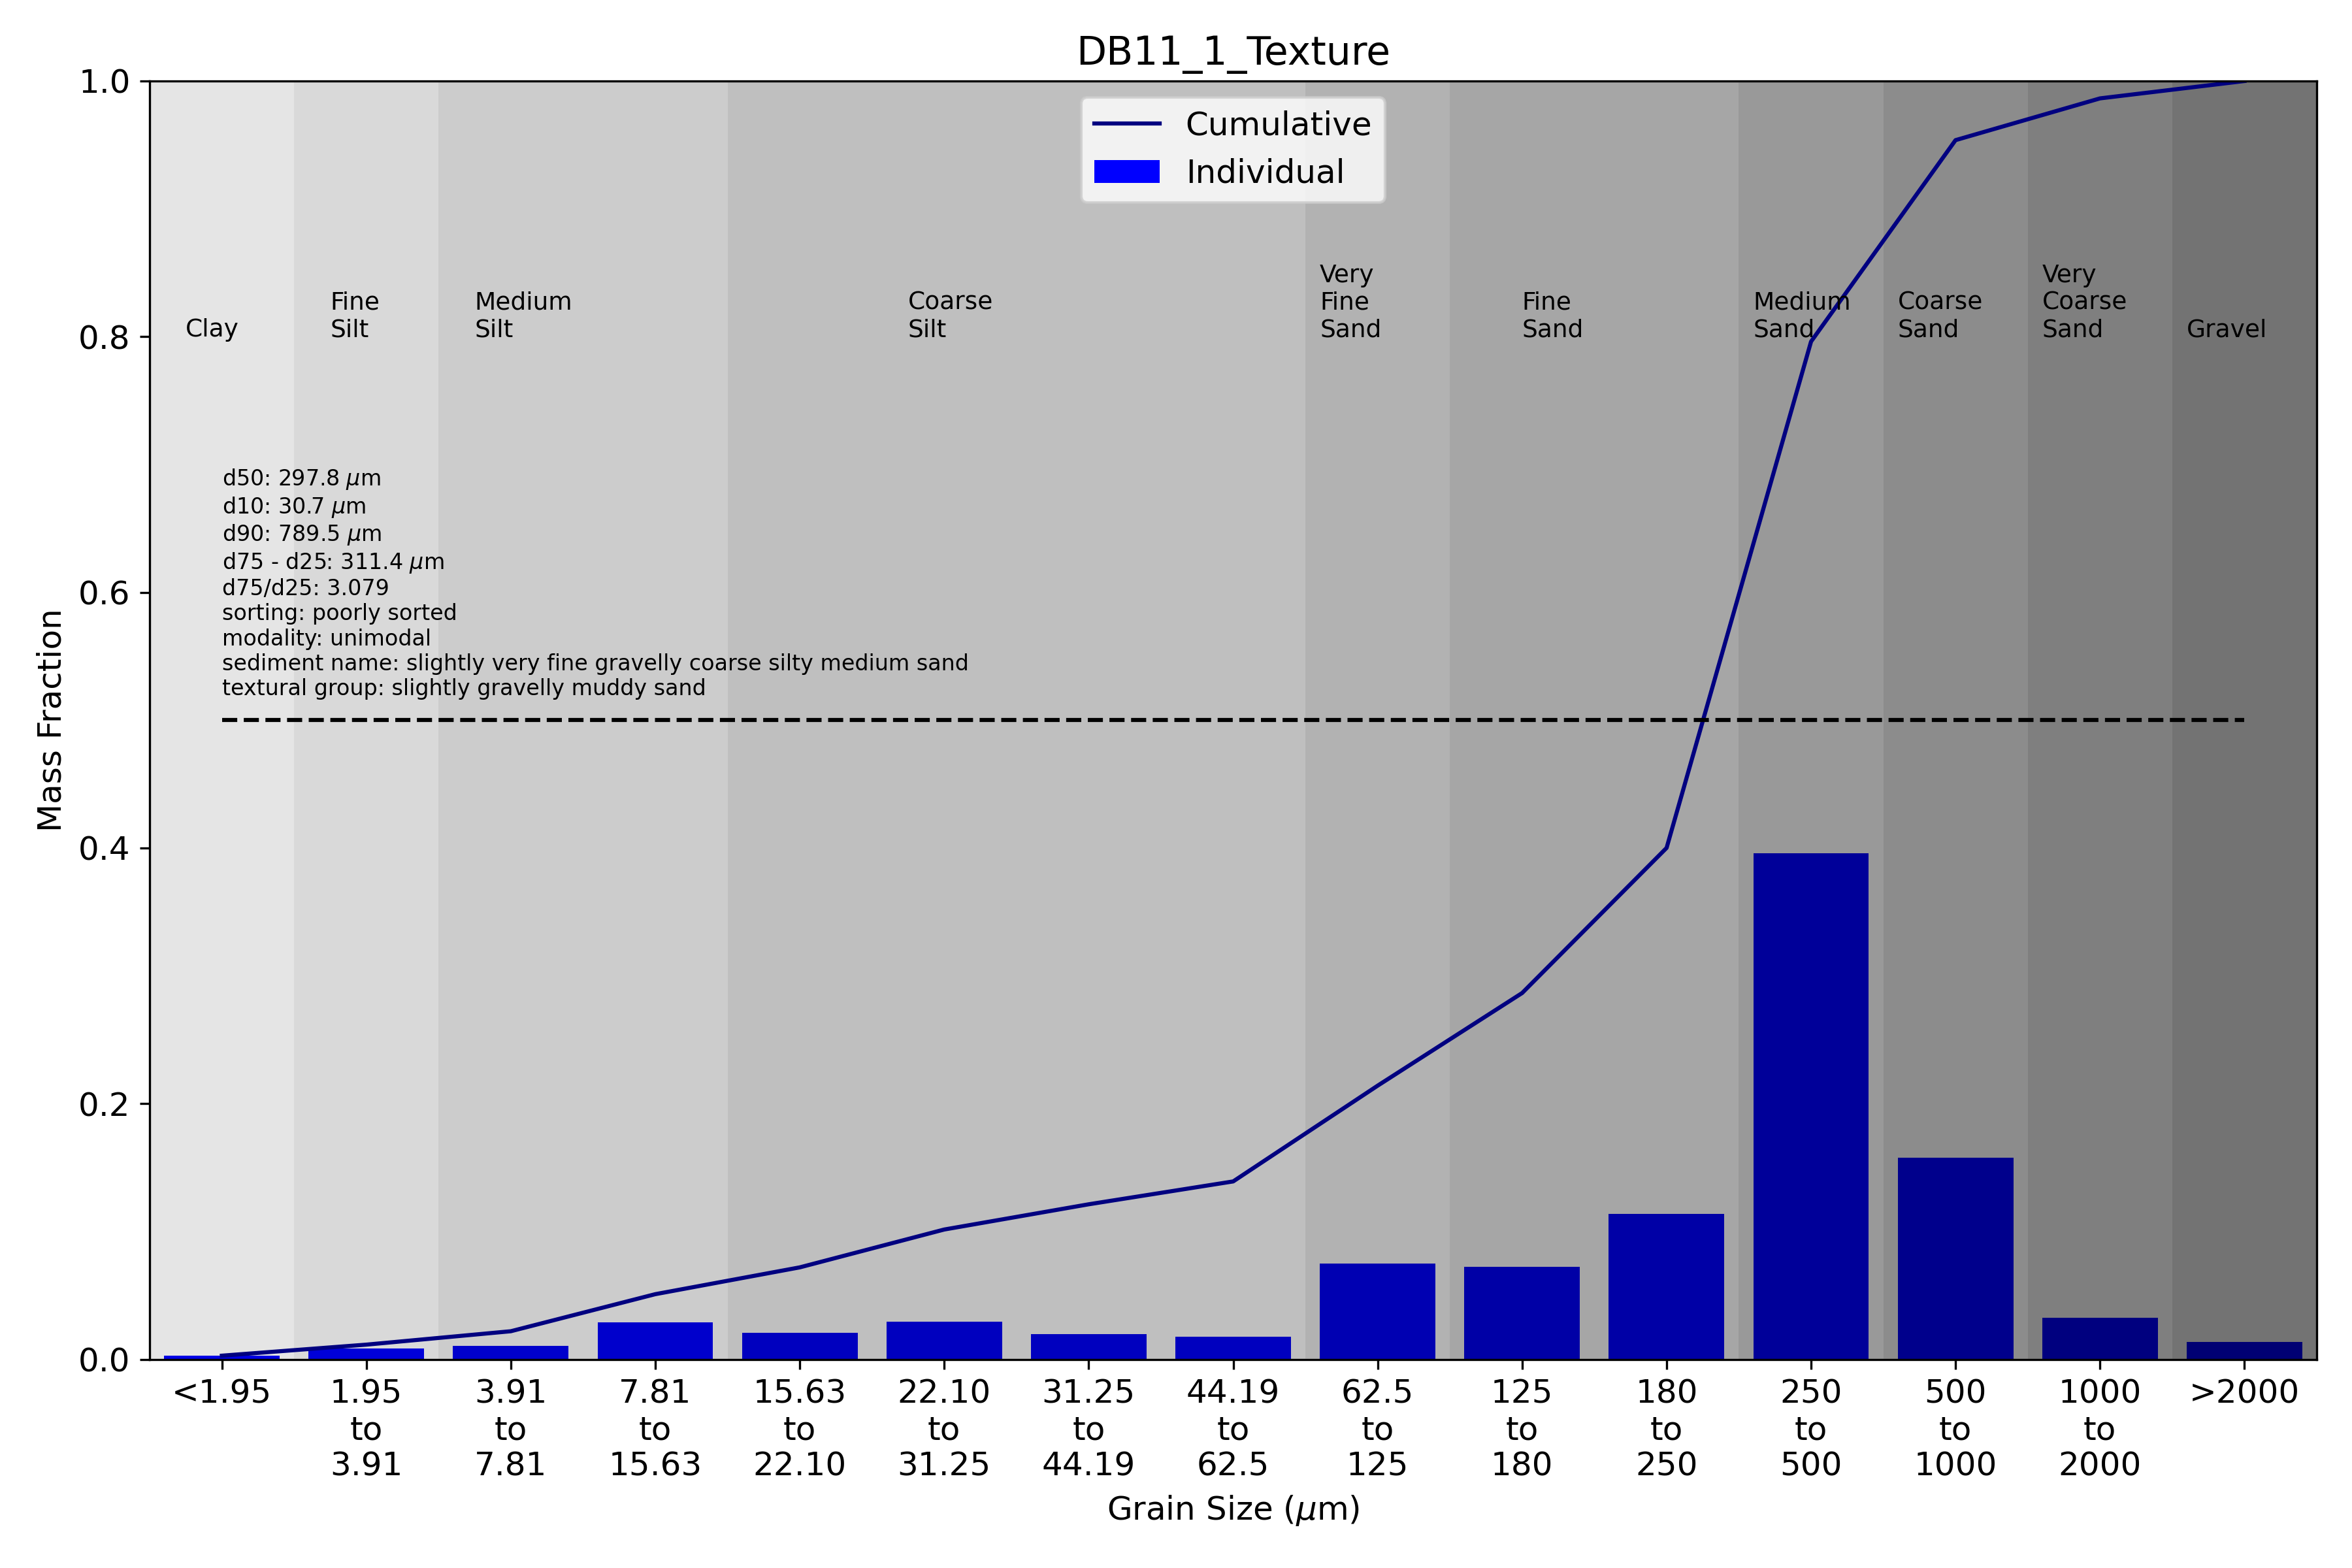 DB11_1_Texture
Cumulative
Individual
Clay
Fine
Silt
Medium
Silt
Coarse
Silt
Very
Fine
Sand
Fine
Sand
Medium
Sand
Coarse
Sand
Very
Coarse
Sand
Gravel
d50: 297.8 μm
d10: 30.7 μm
d90: 789.5 μm
d75 - d25: 311.4 μm
d75/d25: 3.079
sorting: poorly sorted
modality: unimodal
sediment name: slightly very fine gravelly coarse silty medium sand
textural group: slightly gravelly muddy sand
Mass Fraction
1.0
0.8
0.6
0.4
0.2
0.0
<1.95
1.95
to
3.91
3.91
to
7.81
7.81
to
15.63
15.63
to
22.10
22.10
to
31.25
31.25
to
44.19
44.19
to
62.5
62.5
to
125
125
to
180
180
to
250
250
to
500
500
to
1000
1000
to
2000
>2000
Grain Size (μm)